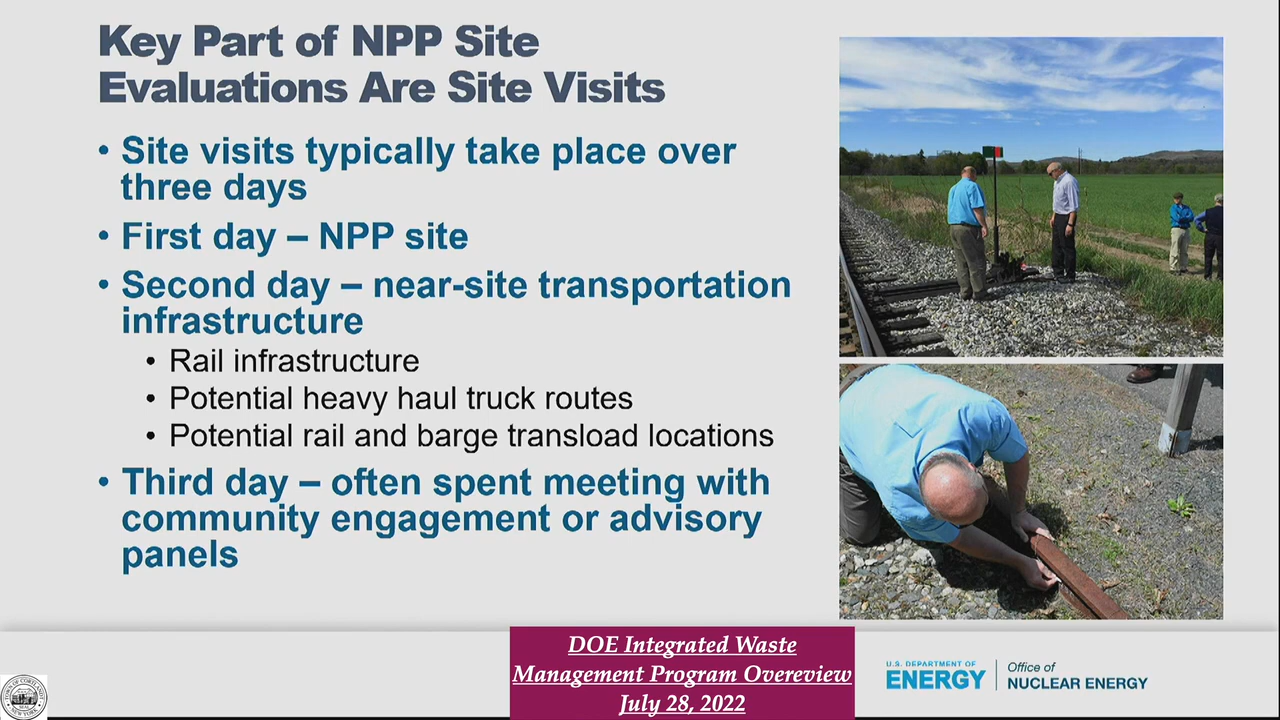 Key Part of NPP Site
Evaluations Are Site Visits
• Site visits typically take place over
three days
• First day – NPP site
• Second day – near-site transportation
infrastructure
• Rail infrastructure
• Potential heavy haul truck routes
• Potential rail and barge transload locations
• Third day – often spent meeting with
community engagement or advisory
panels
DOE Integrated Waste
Management Program Overeview
July 28, 2022
U.S. DEPARTMENT OF
ENERGY
Office of
NUCLEAR ENERGY